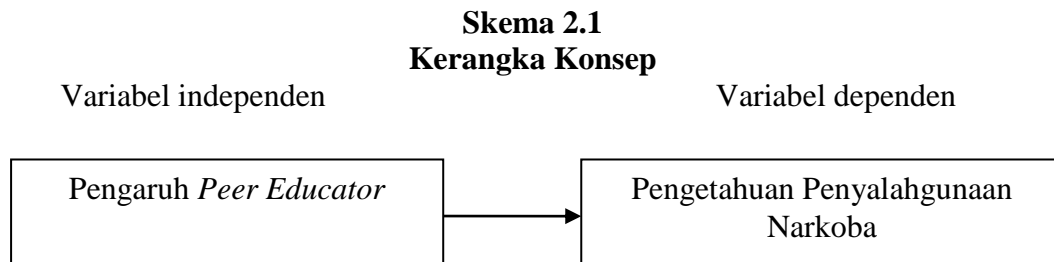 Skema 2.1
Kerangka Konsep
Variabel independen
Variabel dependen
Pengaruh Peer Educator
Pengetahuan Penyalahgunaan
Narkoba